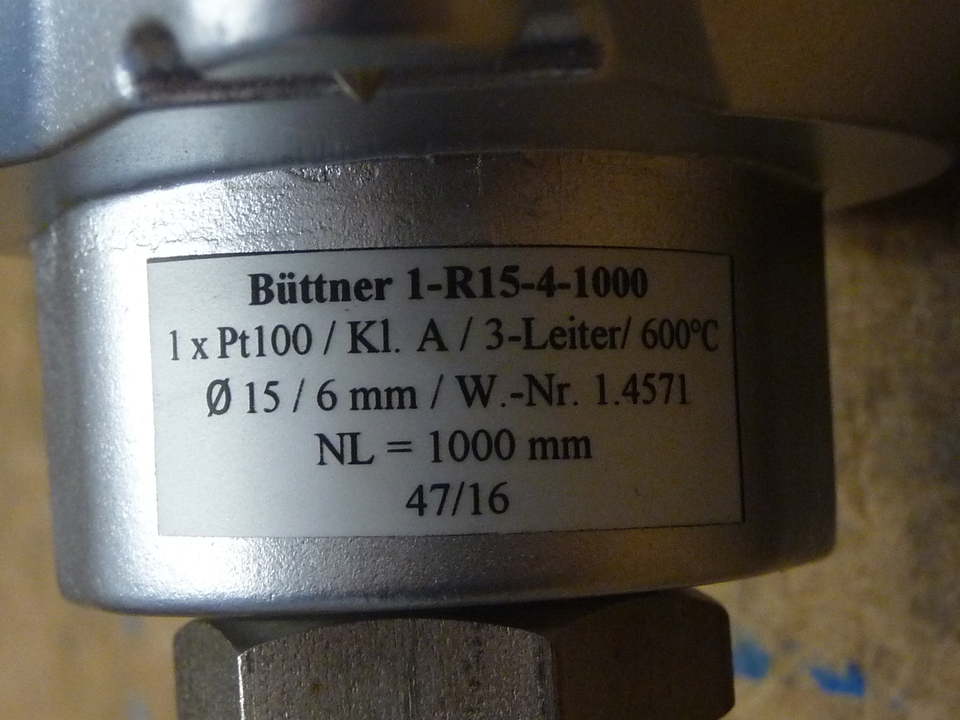 Büttner 1-R15-4-1000
1 x Pt100 / Kl. A / 3-Leiter/ 600°C
Ø 15 / 6 mm / W.-Nr. 1.4571
NL = 1000 mm
47/16